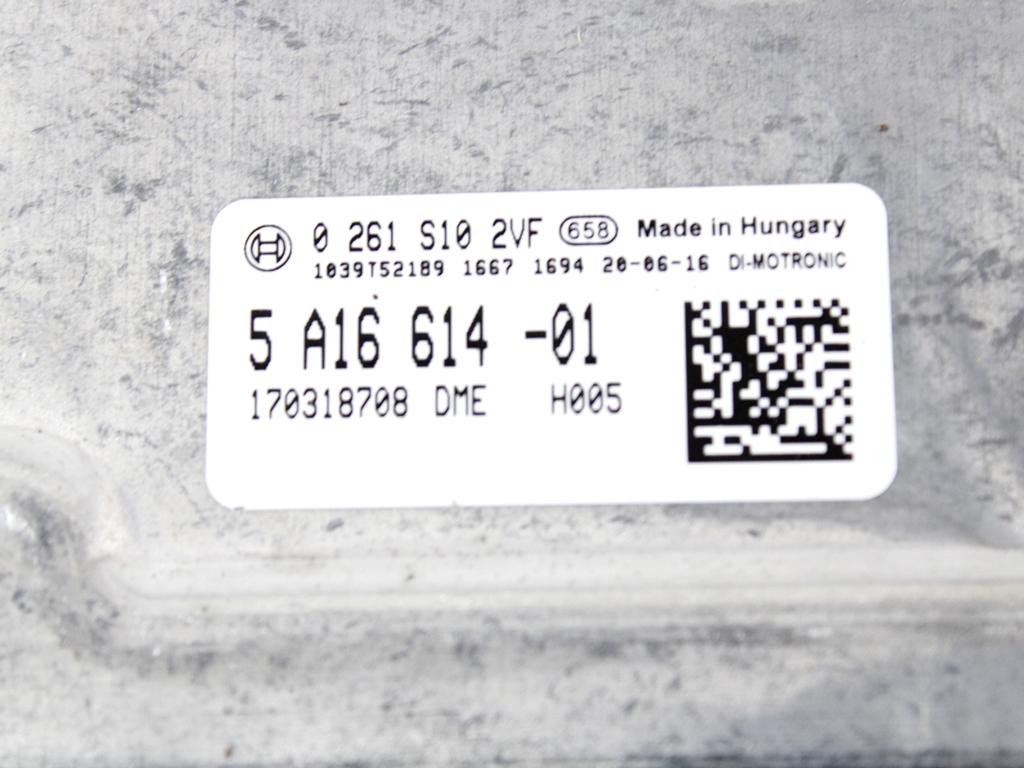 0 261 S10 2VF 658 Made in Hungary
1039T52189 1667 1694 20-06-16 DI-MOTRONIC
5 A16 614 -01
170318708 DME H005